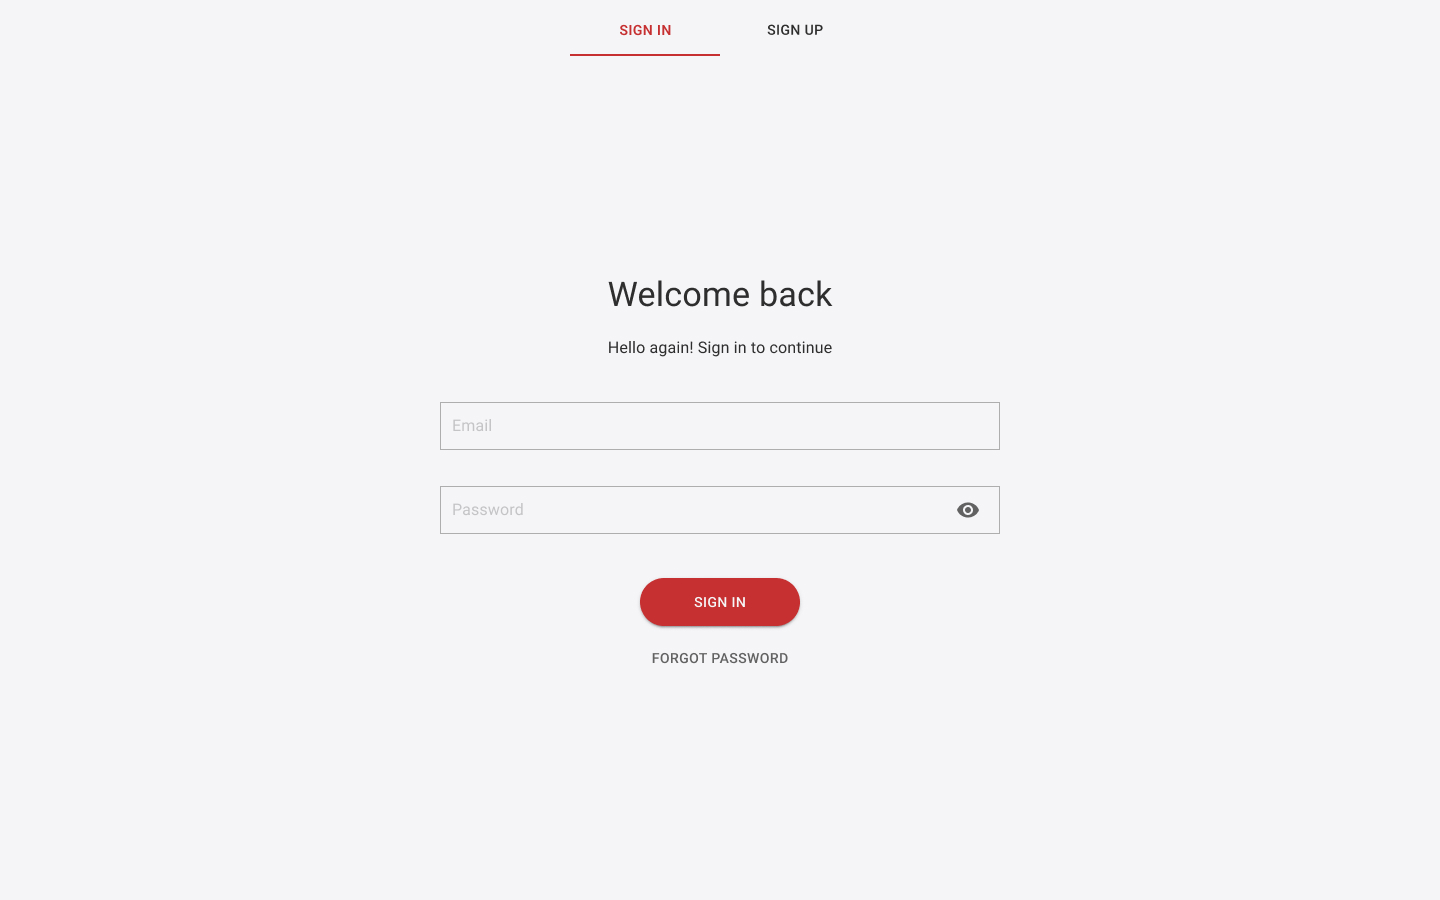 SIGN IN
SIGN UP
Welcome back
Hello again! Sign in to continue
Email
Password
SIGN IN
FORGOT PASSWORD